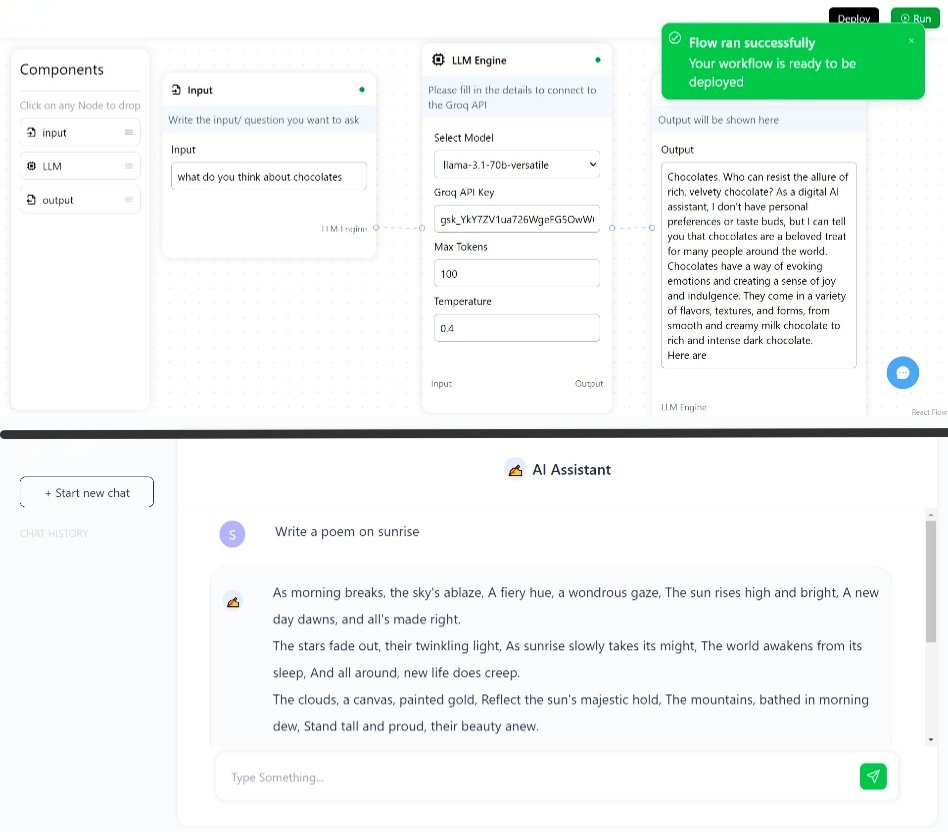 Deploy
Run
Flow ran successfully
Your workflow is ready to be
deployed
Components
Click on any Node to drop
input
LLM
output
Input
Write the input/ question you want to ask
Input
what do you think about chocolates
LLM Engine
LLM Engine
Please fill in the details to connect to
the Groq API
Select Model
llama-3.1-70b-versatile
Groq API Key
gsk_YkY7ZV1ua726WgeFG5OwW
Max Tokens
100
Temperature
0.4
Input
Output
Output will be shown here
Output
Chocolates. Who can resist the allure of
rich, velvety chocolate? As a digital AI
assistant, I don't have personal
preferences or taste buds, but I can tell
you that chocolates are a beloved treat
for many people around the world.
Chocolates have a way of evoking
emotions and creating a sense of joy
and indulgence. They come in a variety
of flavors, textures, and forms, from
smooth and creamy milk chocolate to
rich and intense dark chocolate.
Here are
LLM Engine
React Flow
+ Start new chat
CHAT HISTORY
AI Assistant
S
Write a poem on sunrise
As morning breaks, the sky's ablaze, A fiery hue, a wondrous gaze, The sun rises high and bright, A new
day dawns, and all's made right.
The stars fade out, their twinkling light, As sunrise slowly takes its might, The world awakens from its
sleep, And all around, new life does creep.
The clouds, a canvas, painted gold, Reflect the sun's majestic hold, The mountains, bathed in morning
dew, Stand tall and proud, their beauty anew.
Type Something...